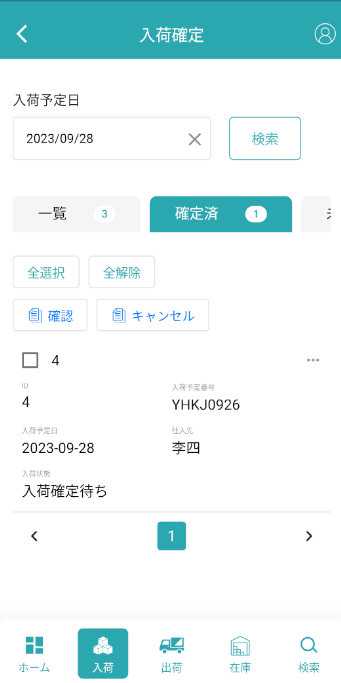 入荷確定
入荷予定日
2023/09/28
検索
一覧 3 確定済 1
全選択 全解除
確認 キャンセル
4
ID 入荷予定番号
4 YHKJ0926
入荷予定日 仕入先
2023-09-28 李四
入荷状態
入荷確定待ち
1
ホーム 入荷 出荷 在庫 検索